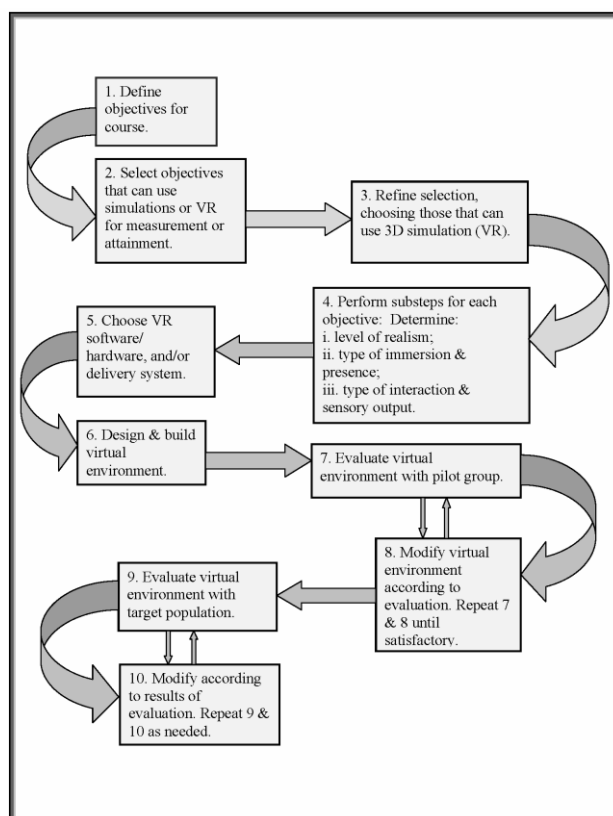 1. Define
objectives for
course.
2. Select objectives
that can use
simulations or VR
for measurement or
attainment.
3. Refine selection,
choosing those that can
use 3D simulation (VR).
4. Perform substeps for each
objective: Determine:
i. level of realism;
ii. type of immersion &
presence;
iii. type of interaction &
sensory output.
5. Choose VR
software/
hardware, and/or
delivery system.
6. Design & build
virtual
environment.
7. Evaluate virtual
environment with pilot group.
8. Modify virtual
environment
according to
evaluation. Repeat 7
& 8 until
satisfactory.
9. Evaluate virtual
environment with
target population.
10. Modify according
to results of
evaluation. Repeat 9 &
10 as needed.